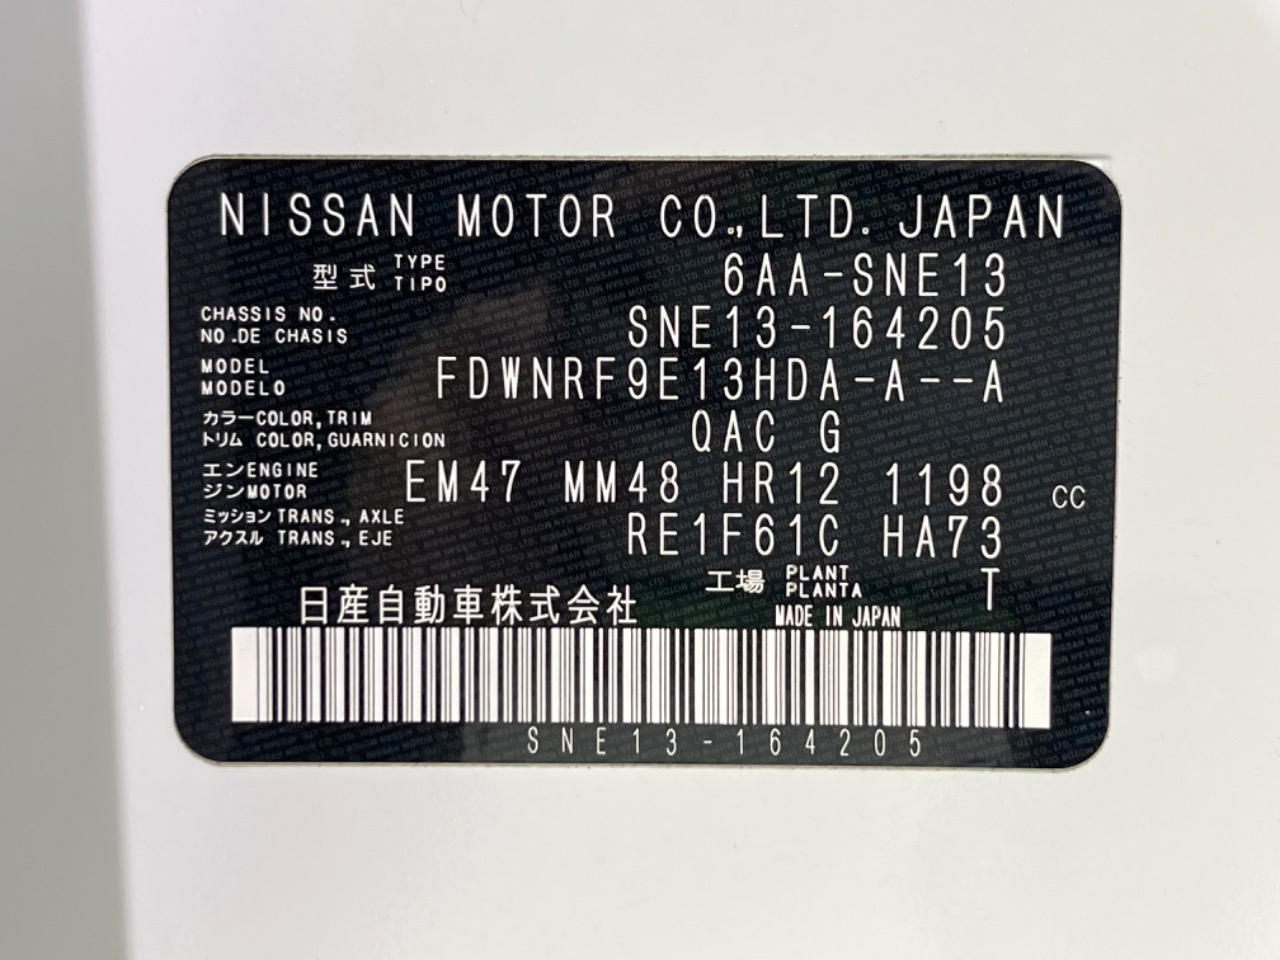 NISSAN MOTOR CO.,LTD. JAPAN
型式 TYPE TIPO 6AA-SNE13
CHASSIS NO.
NO.DE CHASIS SNE13-164205
MODEL
MODELO FDWNRF9E13HDA-A--A
カラーCOLOR,TRIM
トリム COLOR,GUARNICION QAC G
エンENGINE
ジンMOTOR EM47 MM48 HR12 1198 CC
ミッションTRANS., AXLE
アクスル TRANS., EJE RE1F61C HA73
工場 PLANT PLANTA T
日産自動車株式会社 MADE IN JAPAN
SNE13-164205